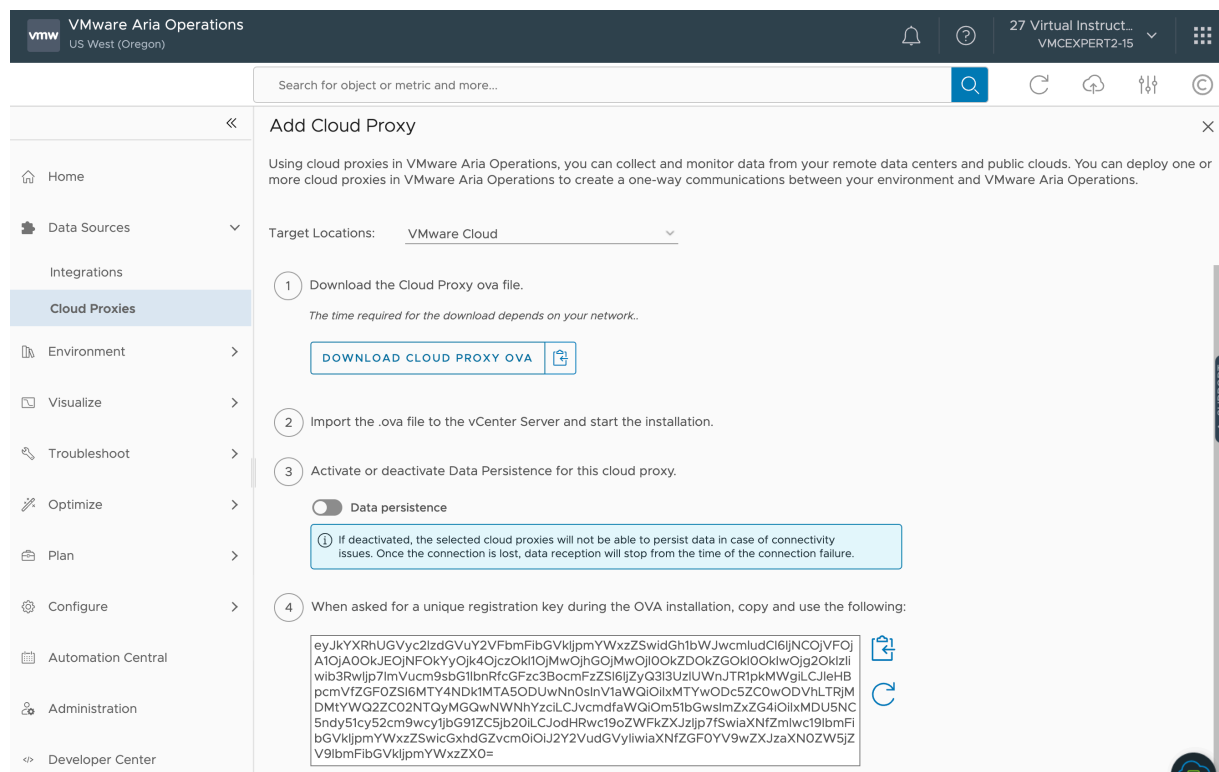 vmw
VMware Aria Operations
US West (Oregon)
27 Virtual Instruct...
VMCEXPERT2-15
Search for object or metric and more...
Add Cloud Proxy
Using cloud proxies in VMware Aria Operations, you can collect and monitor data from your remote data centers and public clouds. You can deploy one or
more cloud proxies in VMware Aria Operations to create a one-way communications between your environment and VMware Aria Operations.
Home
Data Sources
Integrations
Cloud Proxies
Environment
Visualize
Troubleshoot
Optimize
Plan
Configure
Automation Central
Administration
Developer Center
Target Locations: VMware Cloud
1 Download the Cloud Proxy ova file.
The time required for the download depends on your network..
DOWNLOAD CLOUD PROXY OVA
2 Import the .ova file to the vCenter Server and start the installation.
3 Activate or deactivate Data Persistence for this cloud proxy.
Data persistence
If deactivated, the selected cloud proxies will not be able to persist data in case of connectivity
issues. Once the connection is lost, data reception will stop from the time of the connection failure.
4 When asked for a unique registration key during the OVA installation, copy and use the following: